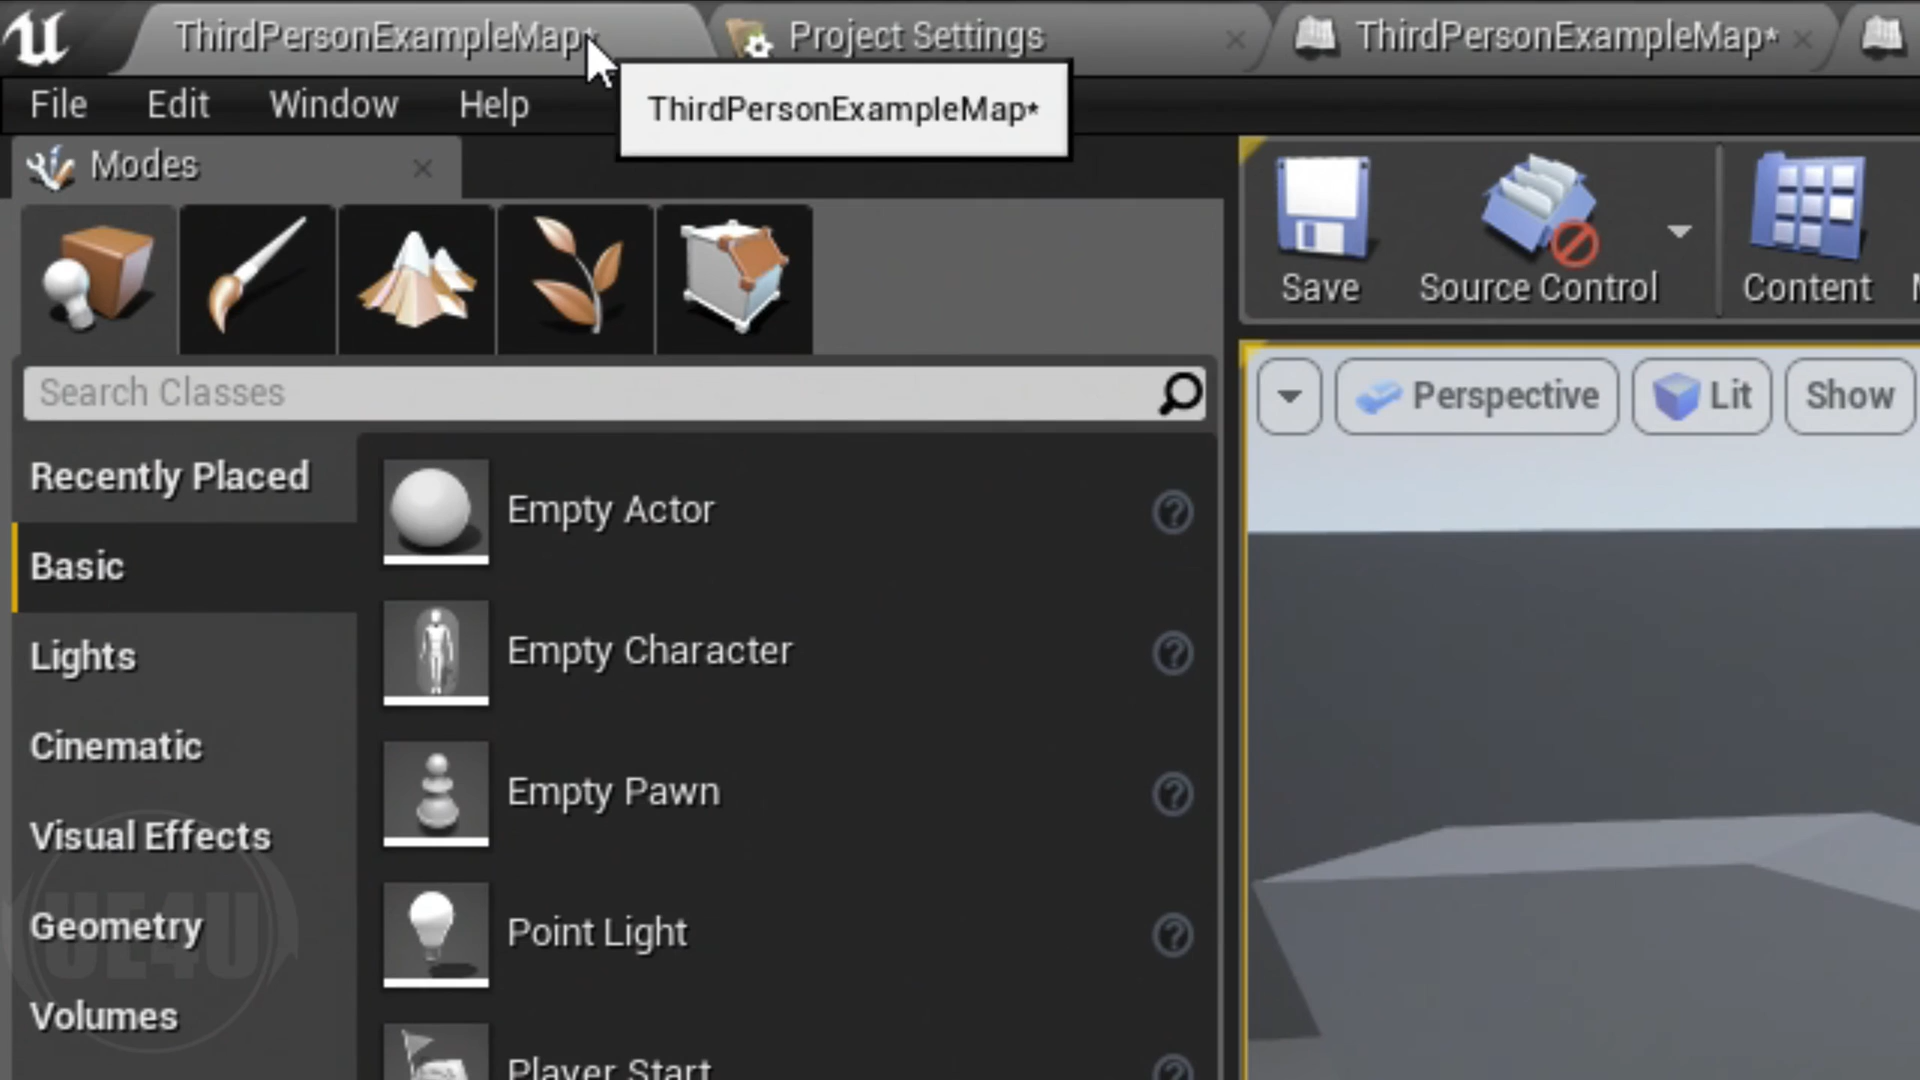 ThirdPersonExampleMap*
Project Settings
ThirdPersonExampleMap*
File
Edit
Window
Help
ThirdPersonExampleMap*
Modes
Save
Source Control
Content
Search Classes
Perspective
Lit
Show
Recently Placed
Basic
Lights
Cinematic
Visual Effects
Geometry
Volumes
Empty Actor
Empty Character
Empty Pawn
Point Light
Player Start
UE4U